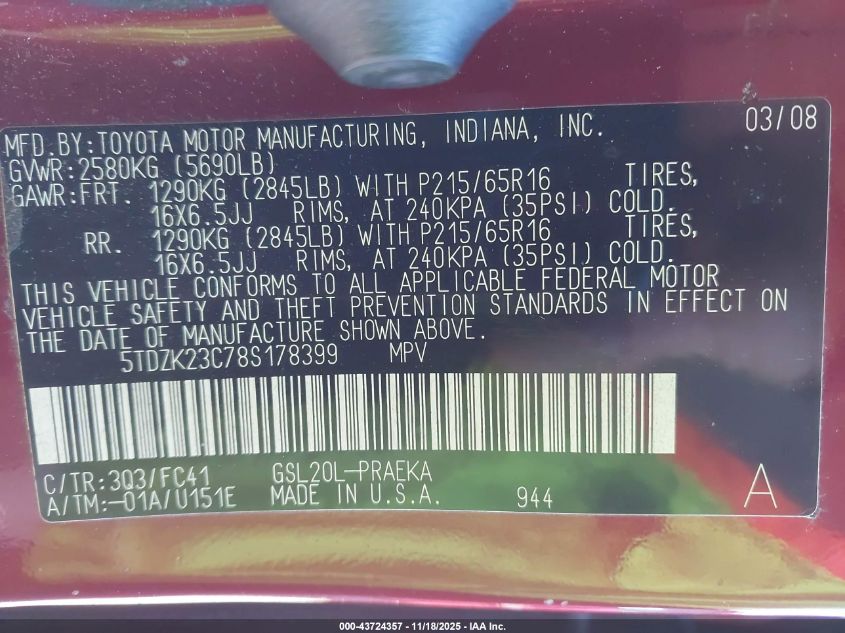 MFD.BY:TOYOTA MOTOR MANUFACTURING, INDIANA, INC. 03/08
GVWR:2580KG (5690LB)
GAWR:FRT. 1290KG (2845LB) WITH P215/65R16 TIRES,
16X6.5JJ RIMS, AT 240KPA (35PSI) COLD.
RR. 1290KG (2845LB) WITH P215/65R16 TIRES,
16X6.5JJ RIMS, AT 240KPA (35PSI) COLD.
THIS VEHICLE CONFORMS TO ALL APPLICABLE FEDERAL MOTOR
VEHICLE SAFETY AND THEFT PREVENTION STANDARDS IN EFFECT ON
THE DATE OF MANUFACTURE SHOWN ABOVE.
5TDZK23C78S178399 MPV
C/TR:3Q3/FC41 GSL20L-PRAEKA
A/TM:-01A/U151E MADE IN U.S.A. 944 A
000-43724357 - 11/18/2025 - IAA Inc.